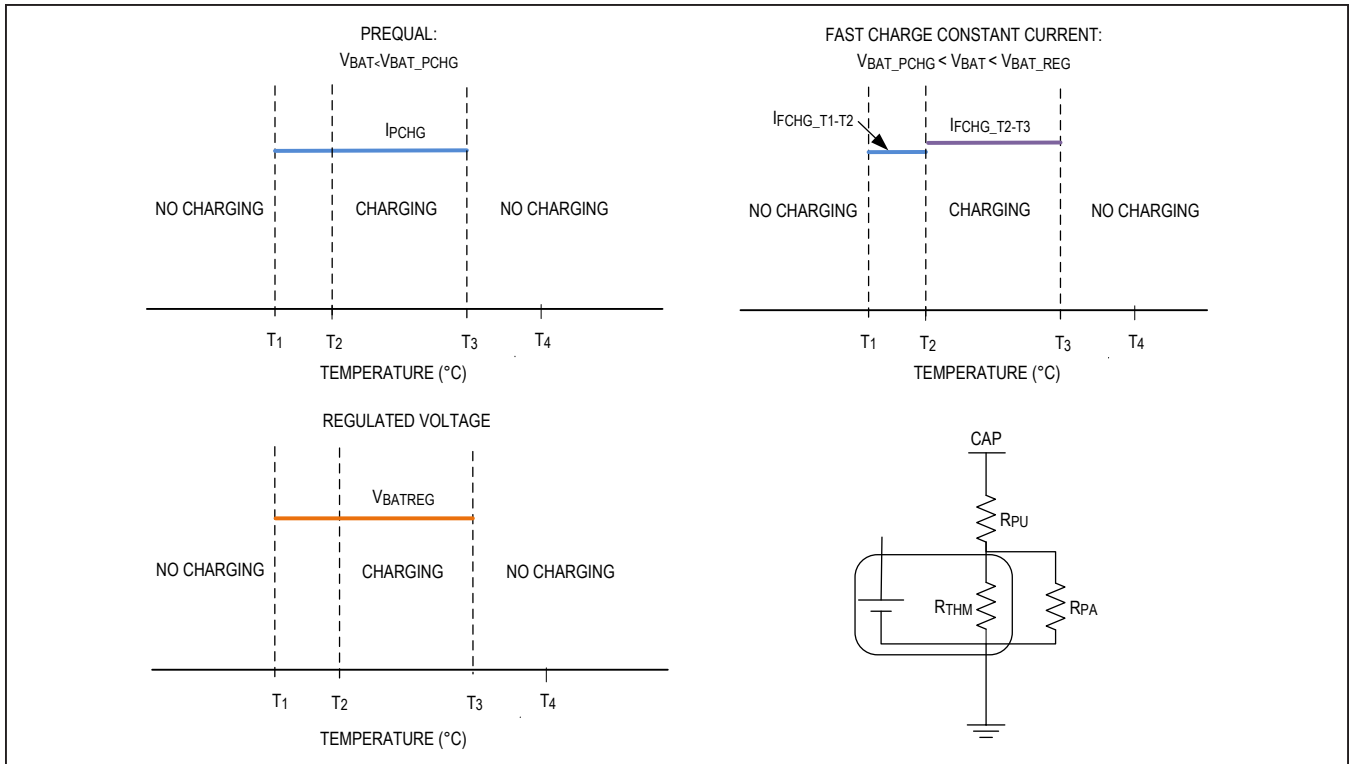 PREQUAL:
VBAT<VBAT_PCHG
IPCHG
NO CHARGING
CHARGING
NO CHARGING
T1
T2
T3
T4
TEMPERATURE (°C)
FAST CHARGE CONSTANT CURRENT:
VBAT_PCHG < VBAT < VBAT_REG
IFCHG_T1-T2
IFCHG_T2-T3
NO CHARGING
CHARGING
NO CHARGING
T1
T2
T3
T4
TEMPERATURE (°C)
REGULATED VOLTAGE
VBATREG
NO CHARGING
CHARGING
NO CHARGING
T1
T2
T3
T4
TEMPERATURE (°C)
CAP
RPU
RTHM
RPA